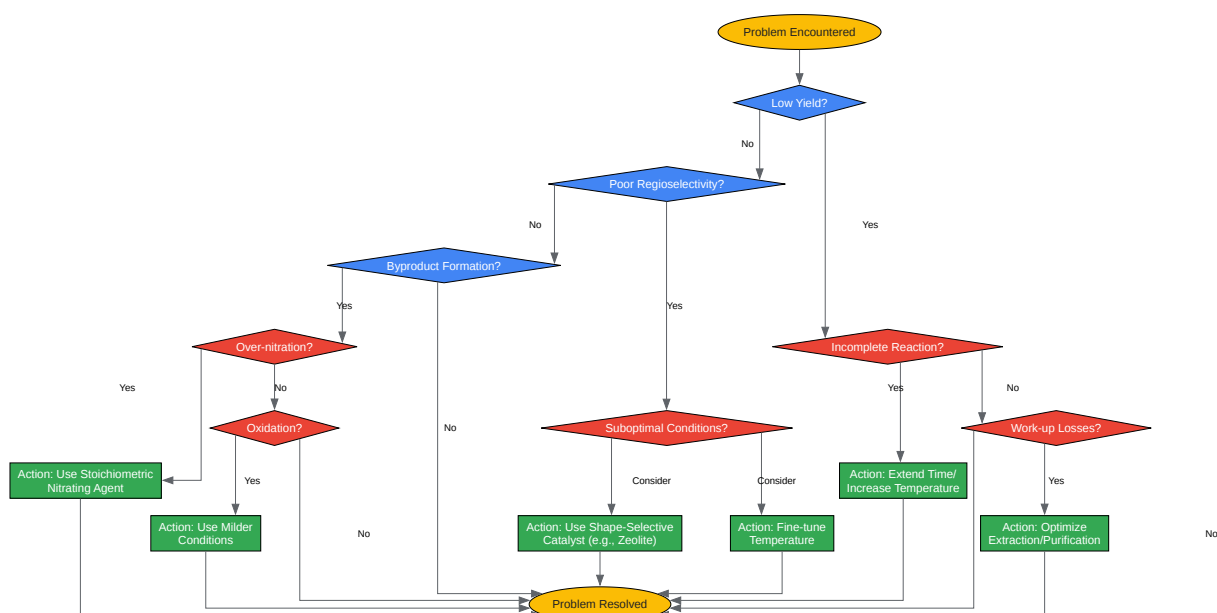 Problem Encountered
Low Yield?
No
Poor Regioselectivity?
No
Yes
Byproduct Formation?
Yes
Yes
Over-nitration?
Incomplete Reaction?
Yes
No
Yes
No
Oxidation?
No
Suboptimal Conditions?
Work-up Losses?
Action: Use Stoichiometric
Nitrating Agent
Yes
Consider
Consider
Action: Extend Time/
Increase Temperature
Yes
Action: Use Milder
Conditions
No
Action: Use Shape-Selective
Catalyst (e.g., Zeolite)
Action: Fine-tune
Temperature
Action: Optimize
Extraction/Purification
No
Problem Resolved